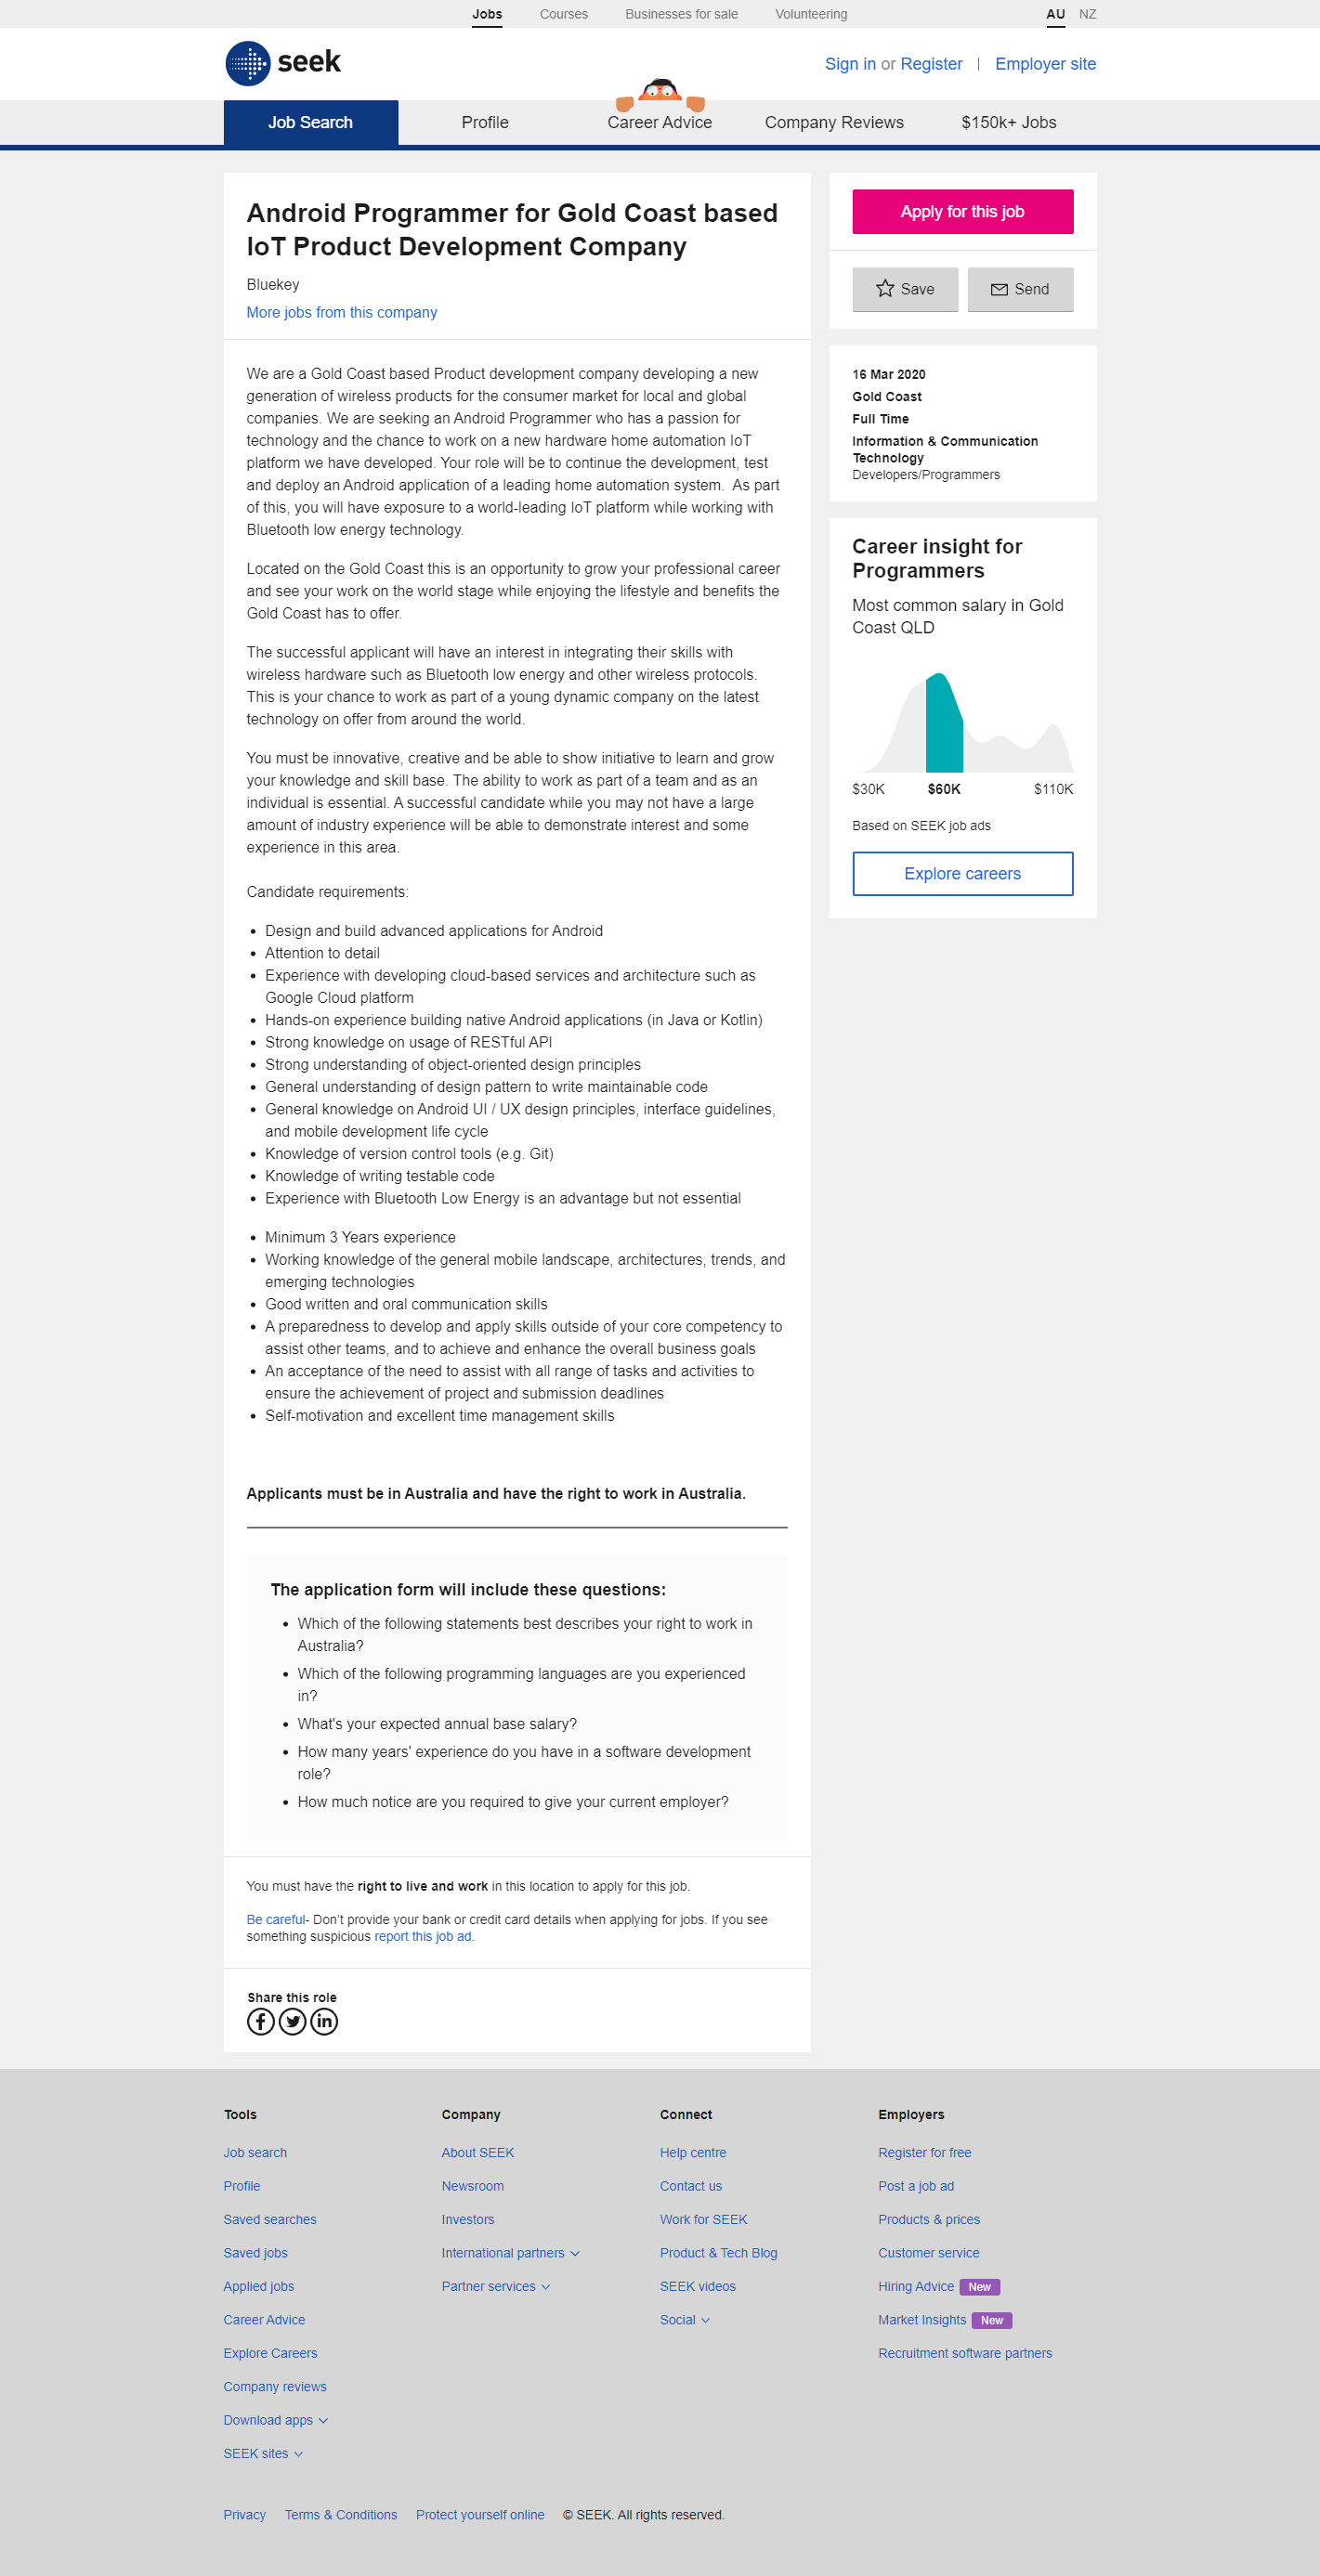 Jobs Courses Businesses for sale Volunteering AU NZ
seek
Sign in or Register | Employer site
Job Search Profile Career Advice Company Reviews $150k+ Jobs
Android Programmer for Gold Coast based
IoT Product Development Company
Bluekey
More jobs from this company
We are a Gold Coast based Product development company developing a new
generation of wireless products for the consumer market for local and global
companies. We are seeking an Android Programmer who has a passion for
technology and the chance to work on a new hardware home automation IoT
platform we have developed. Your role will be to continue the development, test
and deploy an Android application of a leading home automation system.  As part
of this, you will have exposure to a world-leading IoT platform while working with
Bluetooth low energy technology.
Located on the Gold Coast this is an opportunity to grow your professional career
and see your work on the world stage while enjoying the lifestyle and benefits the
Gold Coast has to offer.
The successful applicant will have an interest in integrating their skills with
wireless hardware such as Bluetooth low energy and other wireless protocols.
This is your chance to work as part of a young dynamic company on the latest
technology on offer from around the world.
You must be innovative, creative and be able to show initiative to learn and grow
your knowledge and skill base. The ability to work as part of a team and as an
individual is essential. A successful candidate while you may not have a large
amount of industry experience will be able to demonstrate interest and some
experience in this area.
Candidate requirements:
• Design and build advanced applications for Android
• Attention to detail
• Experience with developing cloud-based services and architecture such as
Google Cloud platform
• Hands-on experience building native Android applications (in Java or Kotlin)
• Strong knowledge on usage of RESTful API
• Strong understanding of object-oriented design principles
• General understanding of design pattern to write maintainable code
• General knowledge on Android UI / UX design principles, interface guidelines,
and mobile development life cycle
• Knowledge of version control tools (e.g. Git)
• Knowledge of writing testable code
• Experience with Bluetooth Low Energy is an advantage but not essential
• Minimum 3 Years experience
• Working knowledge of the general mobile landscape, architectures, trends, and
emerging technologies
• Good written and oral communication skills
• A preparedness to develop and apply skills outside of your core competency to
assist other teams, and to achieve and enhance the overall business goals
• An acceptance of the need to assist with all range of tasks and activities to
ensure the achievement of project and submission deadlines
• Self-motivation and excellent time management skills
Applicants must be in Australia and have the right to work in Australia.
The application form will include these questions:
• Which of the following statements best describes your right to work in
Australia?
• Which of the following programming languages are you experienced
in?
• What's your expected annual base salary?
• How many years' experience do you have in a software development
role?
• How much notice are you required to give your current employer?
You must have the right to live and work in this location to apply for this job.
Be careful- Don't provide your bank or credit card details when applying for jobs. If you see
something suspicious report this job ad.
Share this role
Apply for this job
Save Send
16 Mar 2020
Gold Coast
Full Time
Information & Communication
Technology
Developers/Programmers
Career insight for
Programmers
Most common salary in Gold
Coast QLD
$30K $60K $110K
Based on SEEK job ads
Explore careers
Tools
Job search
Profile
Saved searches
Saved jobs
Applied jobs
Career Advice
Explore Careers
Company reviews
Download apps
SEEK sites
Company
About SEEK
Newsroom
Investors
International partners
Partner services
Connect
Help centre
Contact us
Work for SEEK
Product & Tech Blog
SEEK videos
Social
Employers
Register for free
Post a job ad
Products & prices
Customer service
Hiring Advice New
Market Insights New
Recruitment software partners
Privacy Terms & Conditions Protect yourself online © SEEK. All rights reserved.